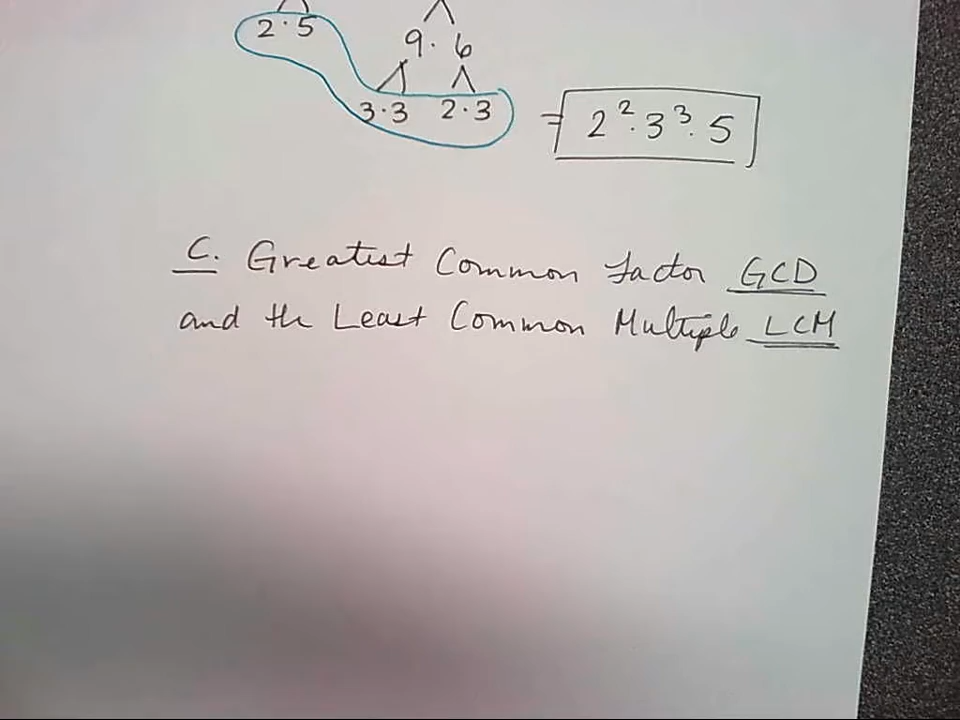 2 · 5
9 · 6
3 · 3 2 · 3
= 2² · 3³ · 5
C. Greatest Common Factor GCD
and the Least Common Multiple LCM